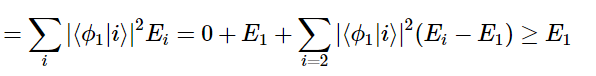 = ∑_i |⟨ϕ_1|i⟩|^2 E_i = 0 + E_1 + ∑_{i=2} |⟨ϕ_1|i⟩|^2 (E_i − E_1) ≥ E_1